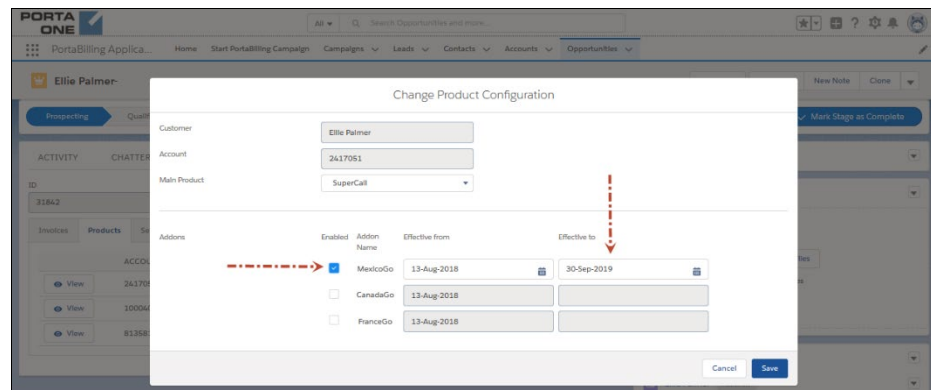 PORTA
ONE
All Search Opportunities and more...
PortaBilling Applica... Home Start PortaBilling Campaign Campaigns Leads Contacts Accounts Opportunities
Ellie Palmer- New Note Clone
Change Product Configuration
Prospecting Mark Stage as Complete
Customer Ellie Palmer
Account 2417051
ACTIVITY CHATTER
Main Product SuperCall
ID
31842
Invoices Products
Addons Enabled Addon Name Effective from Effective to
ACCOU
MexicoGo 13-Aug-2018 30-Sep-2019
View 24170
CanadaGo 13-Aug-2018
View 10004
FranceGo 13-Aug-2018
View 81358
Cancel Save